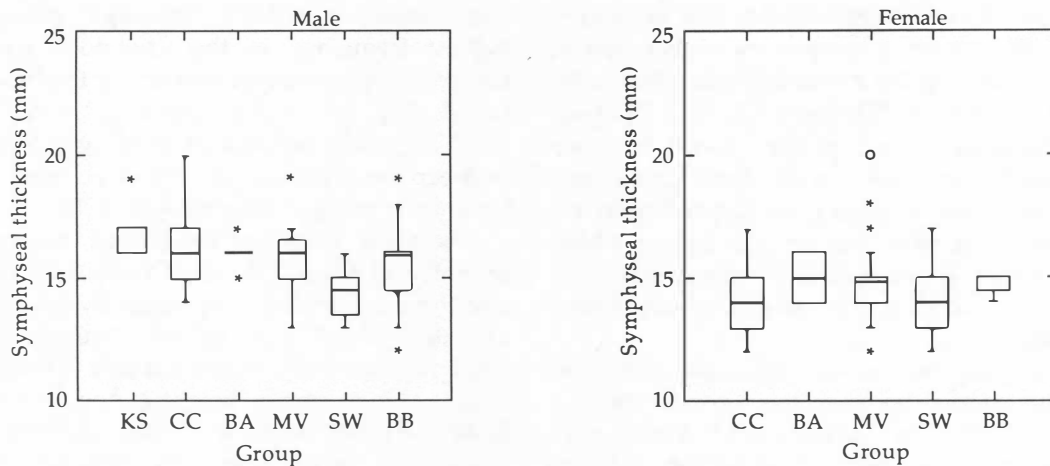 Male
25
20
15
10
Symphyseal thickness (mm)
KS CC BA MV SW BB
Group
Female
25
20
15
10
Symphyseal thickness (mm)
CC BA MV SW BB
Group